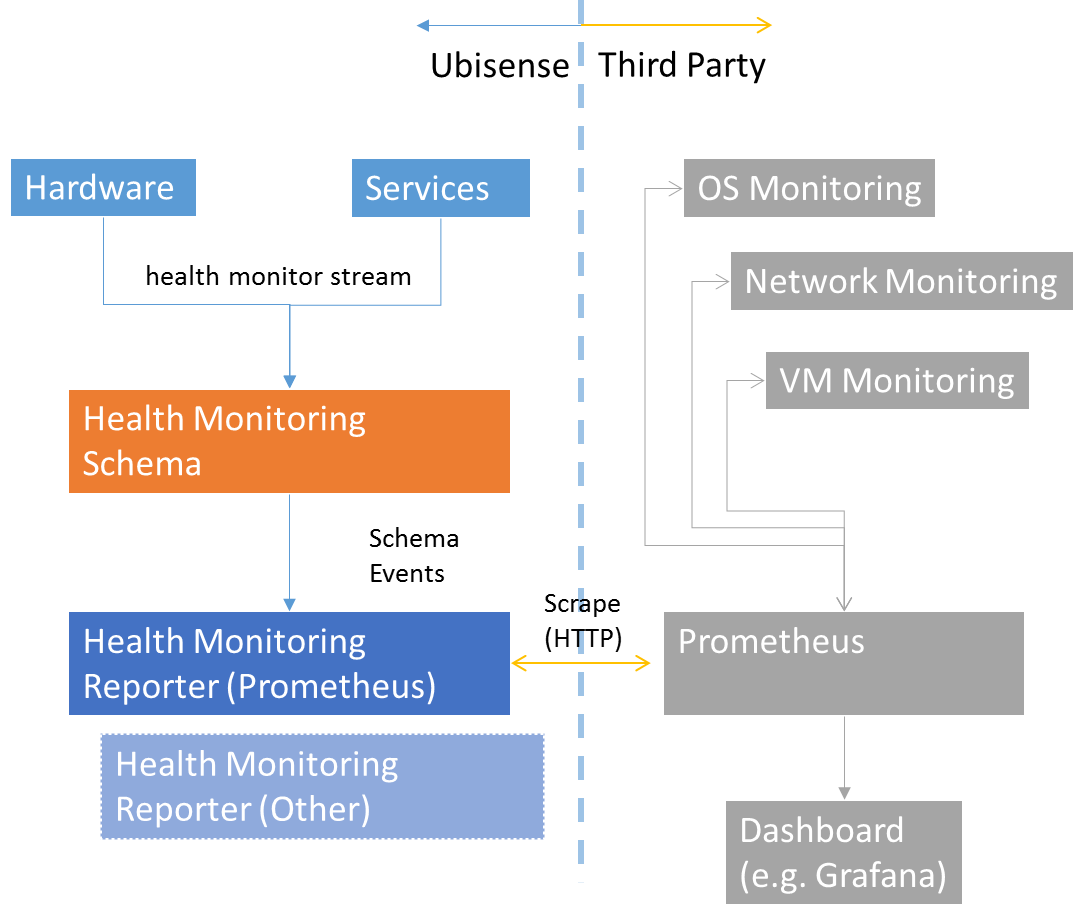 Ubisense
Third Party
Hardware
Services
health monitor stream
Health Monitoring
Schema
Schema
Events
Health Monitoring
Reporter (Prometheus)
Health Monitoring
Reporter (Other)
Scrape
(HTTP)
OS Monitoring
Network Monitoring
VM Monitoring
Prometheus
Dashboard
(e.g. Grafana)